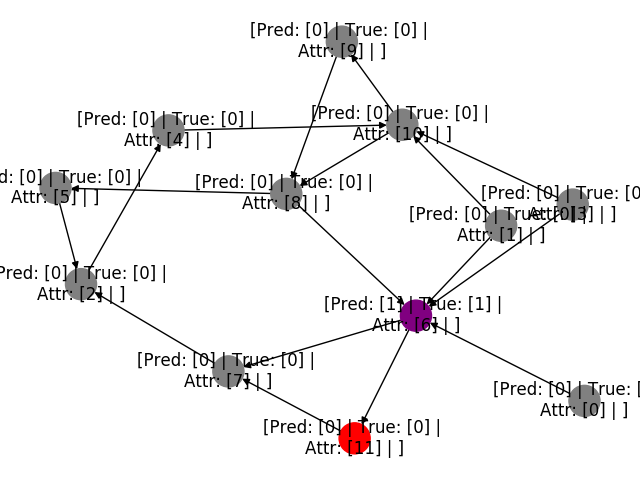 [Pred: [0] | True: [0] |
Attr: [9] | ]
[Pred: [0] | True: [0] |
Attr: [10] | ]
[Pred: [0] | True: [0] |
Attr: [4] | ]
d: [0] | True: [0] |
Attr: [5] | ]
[Pred: [0] | True: [0] |
Attr: [8] | ]
[Pred: [0] | True: [0
Attr: [3] | ]
[Pred: [0] | True: [0] |
Attr: [1] | ]
Pred: [0] | True: [0] |
Attr: [2] | ]
[Pred: [1] | True: [1] |
Attr: [6] | ]
[Pred: [0] | True: [0] |
Attr: [7] | ]
[Pred: [0] | True: [
Attr: [0] | ]
[Pred: [0] | True: [0] |
Attr: [11] | ]